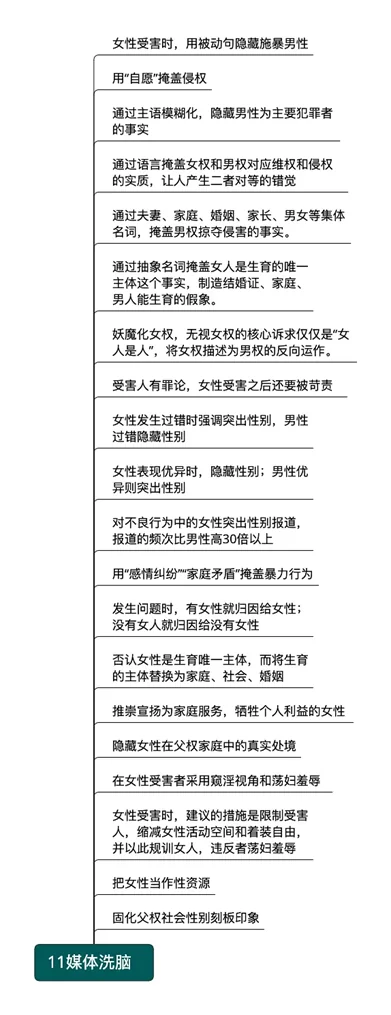 女性受害时，用被动句隐藏施暴男性
用“自愿”掩盖侵权
通过主语模糊化，隐藏男性为主要犯罪者
的事实
通过语言掩盖女权和男权对应维权和侵权
的实质，让人产生二者对等的错觉
通过夫妻、家庭、婚姻、家长、男女等集体
名词，掩盖男权掠夺侵害的事实。
通过抽象名词掩盖女人是生育的唯一
主体这个事实，制造结婚证、家庭、
男人能生育的假象。
妖魔化女权，无视女权的核心诉求仅仅是“女
人是人”，将女权描述为男权的反向运作。
受害人有罪论，女性受害之后还要被苛责
女性发生过错时强调突出性别，男性
过错隐藏性别
女性表现优异时，隐藏性别；男性优
异则突出性别
对不良行为中的女性突出性别报道，
报道的频次比男性高30倍以上
用“感情纠纷”“家庭矛盾”掩盖暴力行为
发生问题时，有女性就归因给女性；
没有女人就归因给没有女性
否认女性是生育唯一主体，而将生育
的主体替换为家庭、社会、婚姻
推崇宣扬为家庭服务，牺牲个人利益的女性
隐藏女性在父权家庭中的真实处境
在女性受害者采用窥淫视角和荡妇羞辱
女性受害时，建议的措施是限制受害
人，缩减女性活动空间和着装自由，
并以此规训女人，违反者荡妇羞辱
把女性当作性资源
固化父权社会性别刻板印象
11媒体洗脑